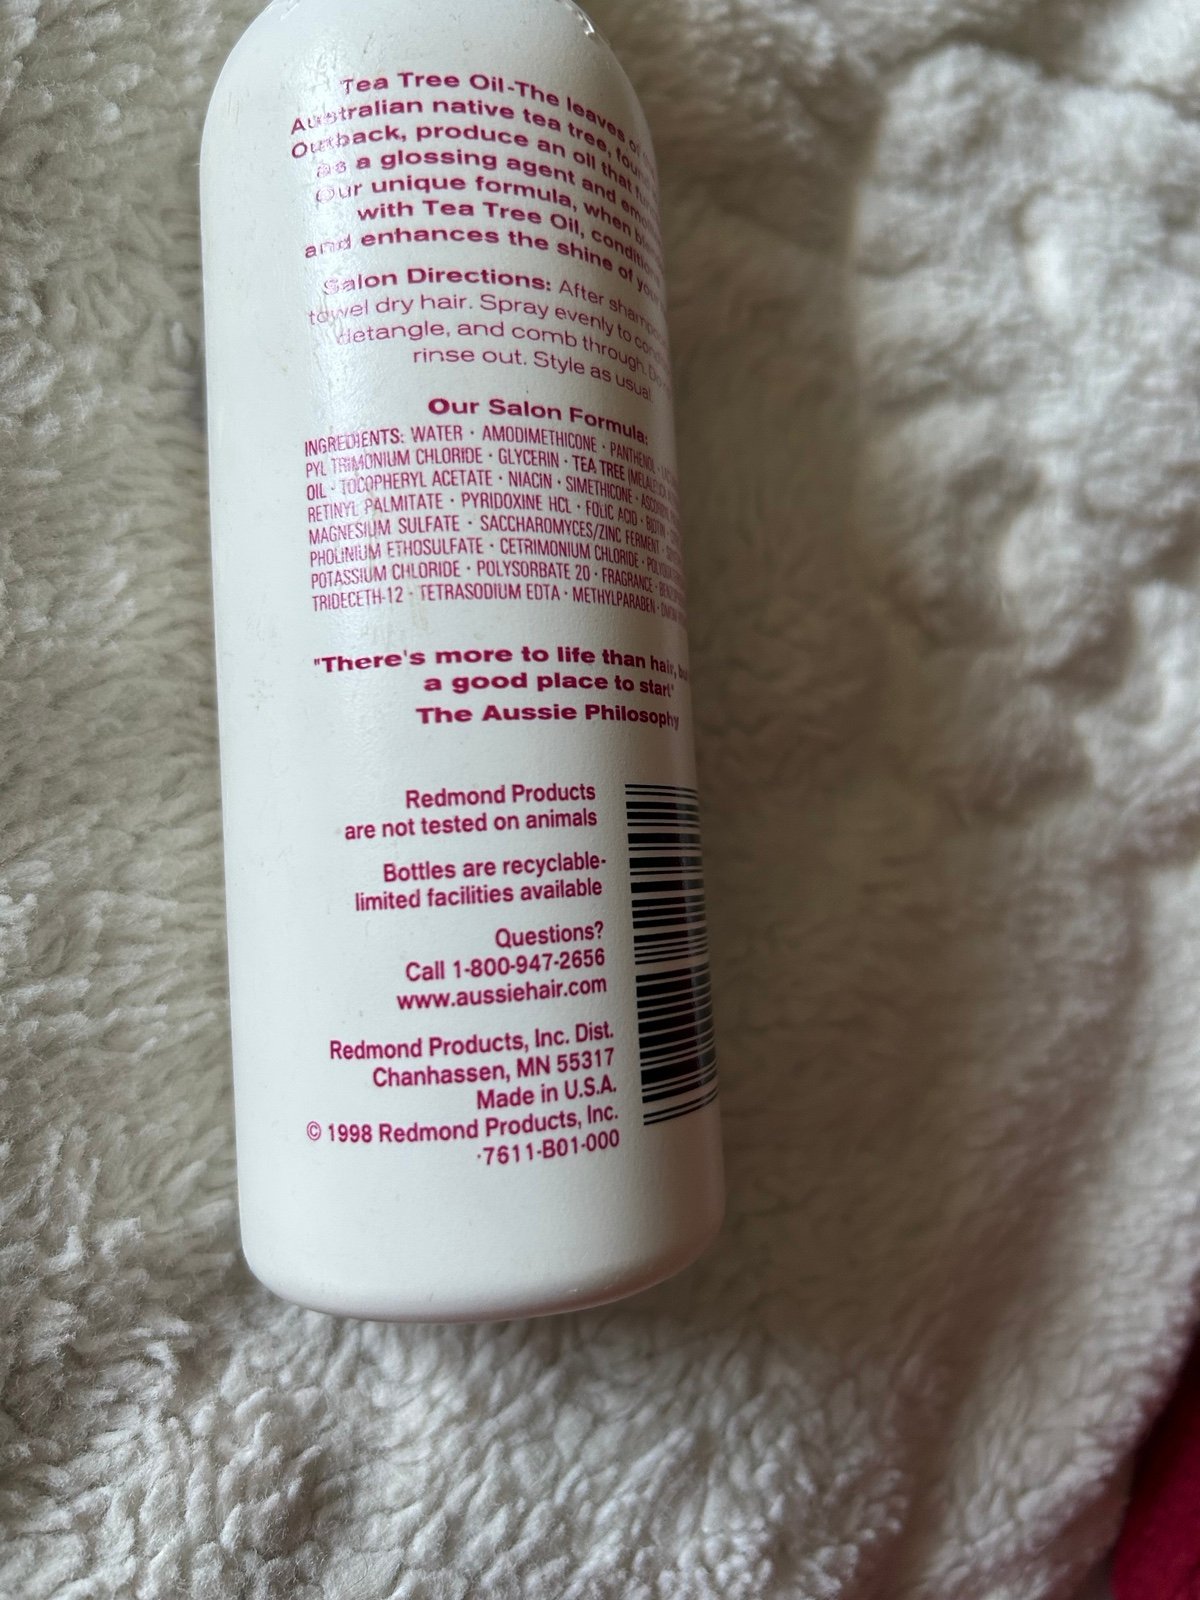 Tea Tree Oil-The leaves of
Australian native tea tree,
Outback, produce an oil that
as a glossing agent and
Our unique formula, when
with Tea Tree Oil,
and enhances the shine of your
Salon Directions: After
towel dry hair. Spray evenly to
detangle, and comb through.
rinse out. Style as usual.
Our Salon Formula:
INGREDIENTS: WATER · AMODIMETHICONE · PANTHENOL ·
PYL TRIMONIUM CHLORIDE · GLYCERIN · TEA TREE
OIL · TOCOPHERYL ACETATE · NIACIN · SIMETHICONE ·
RETINYL PALMITATE · PYRIDOXINE HCL · FOLIC ACID · BIOTIN ·
MAGNESIUM SULFATE · SACCHAROMYCES/ZINC FERMENT ·
PHOLINIUM ETHOSULFATE · CETRIMONIUM CHLORIDE ·
POTASSIUM CHLORIDE · POLYSORBATE 20 · FRAGRANCE ·
TRIDECETH-12 · TETRASODIUM EDTA · METHYLPARABEN ·
"There's more to life than hair,
a good place to start"
The Aussie Philosophy
Redmond Products
are not tested on animals
Bottles are recyclable-
limited facilities available
Questions?
Call 1-800-947-2656
www.aussiehair.com
Redmond Products, Inc. Dist.
Chanhassen, MN 55317
Made in U.S.A.
© 1998 Redmond Products, Inc.
·7611-B01-000